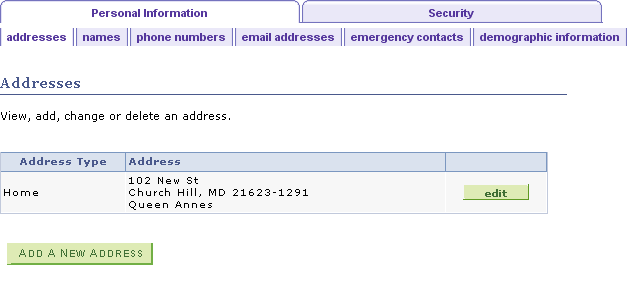 Personal Information Security
addresses names phone numbers email addresses emergency contacts demographic information
Addresses
View, add, change or delete an address.
Address Type Address
102 New St
Home Church Hill, MD 21623-1291 edit
Queen Annes
ADD A NEW ADDRESS